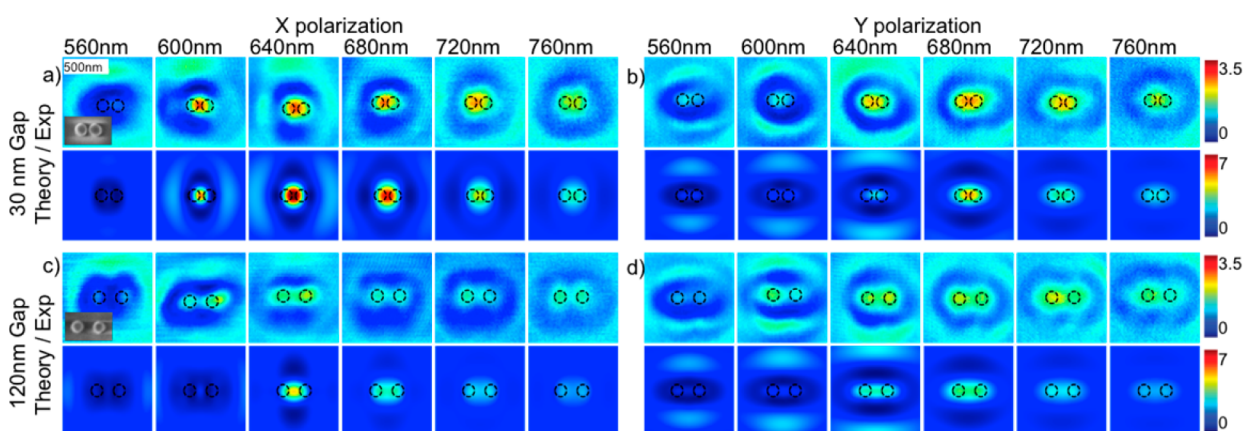 X polarization Y polarization
560nm 600nm 640nm 680nm 720nm 760nm 560nm 600nm 640nm 680nm 720nm 760nm
a) 500nm b) 3.5
0
30 nm Gap
Theory / Exp
7
0
c) d) 3.5
0
120nm Gap
Theory / Exp
7
0